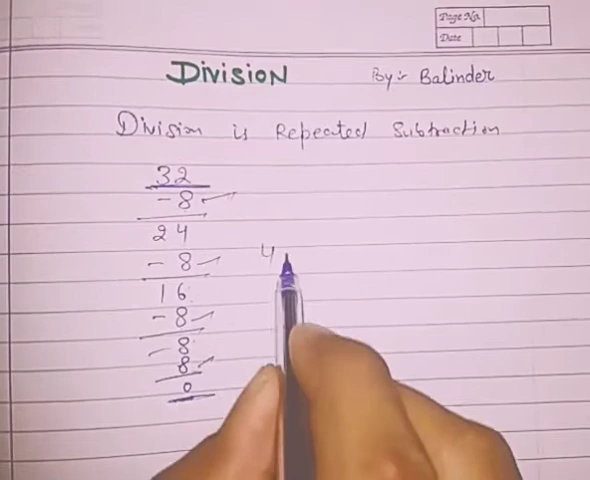 Page No.
Date
Division By:- Balinder
Division is Repeated Subtraction
32
-8
24
-8 4
16
-8
-8
8
0